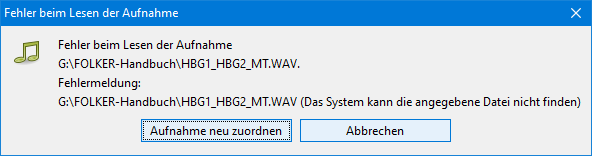 Fehler beim Lesen der Aufnahme
Fehler beim Lesen der Aufnahme
G:\FOLKER-Handbuch\HBG1_HBG2_MT.WAV.
Fehlermeldung:
G:\FOLKER-Handbuch\HBG1_HBG2_MT.WAV (Das System kann die angegebene Datei nicht finden)
Aufnahme neu zuordnen
Abbrechen